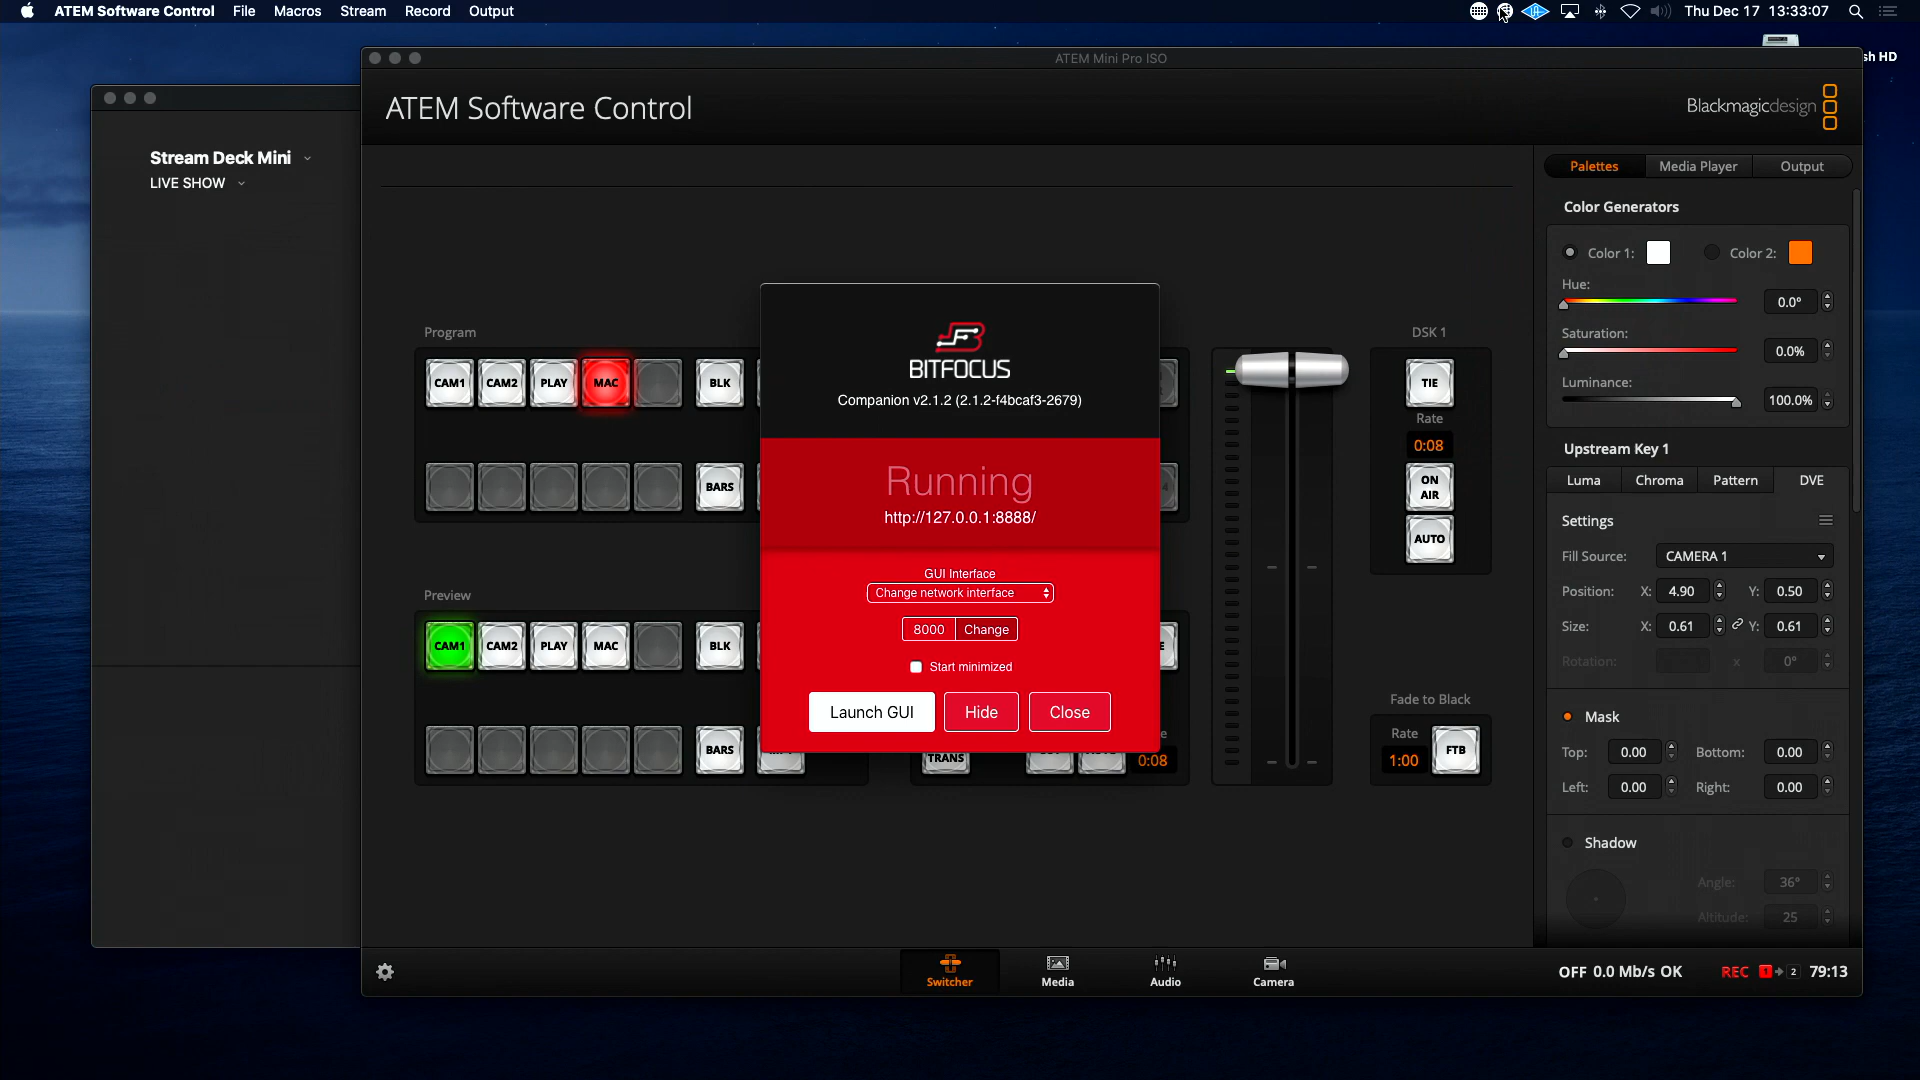 ATEM Software Control File Macros Stream Record Output
Thu Dec 17 13:33:07
sh HD
ATEM Mini Pro ISO
ATEM Software Control
Blackmagicdesign
Stream Deck Mini
LIVE SHOW
Palettes Media Player Output
Color Generators
Color 1: Color 2:
Hue:
0.0°
Saturation:
0.0%
Luminance:
100.0%
Program
CAM1 CAM2 PLAY MAC BLK
BARS
Preview
CAM1 CAM2 PLAY MAC BLK
BARS
TRANS
0:08
BITFOCUS
Companion v2.1.2 (2.1.2-f4bcaf3-2679)
Running
http://127.0.0.1:8888/
GUI Interface
Change network interface
8000 Change
Start minimized
Launch GUI Hide Close
DSK 1
TIE
Rate
0:08
ON
AIR
AUTO
Fade to Black
Rate
1:00
FTB
Upstream Key 1
Luma Chroma Pattern DVE
Settings
Fill Source: CAMERA 1
Position: X: 4.90 Y: 0.50
Size: X: 0.61 Y: 0.61
Rotation: x 0°
Mask
Top: 0.00 Bottom: 0.00
Left: 0.00 Right: 0.00
Shadow
Angle: 36°
Altitude: 25
Switcher Media Audio Camera
OFF 0.0 Mb/s OK REC 1 2 79:13